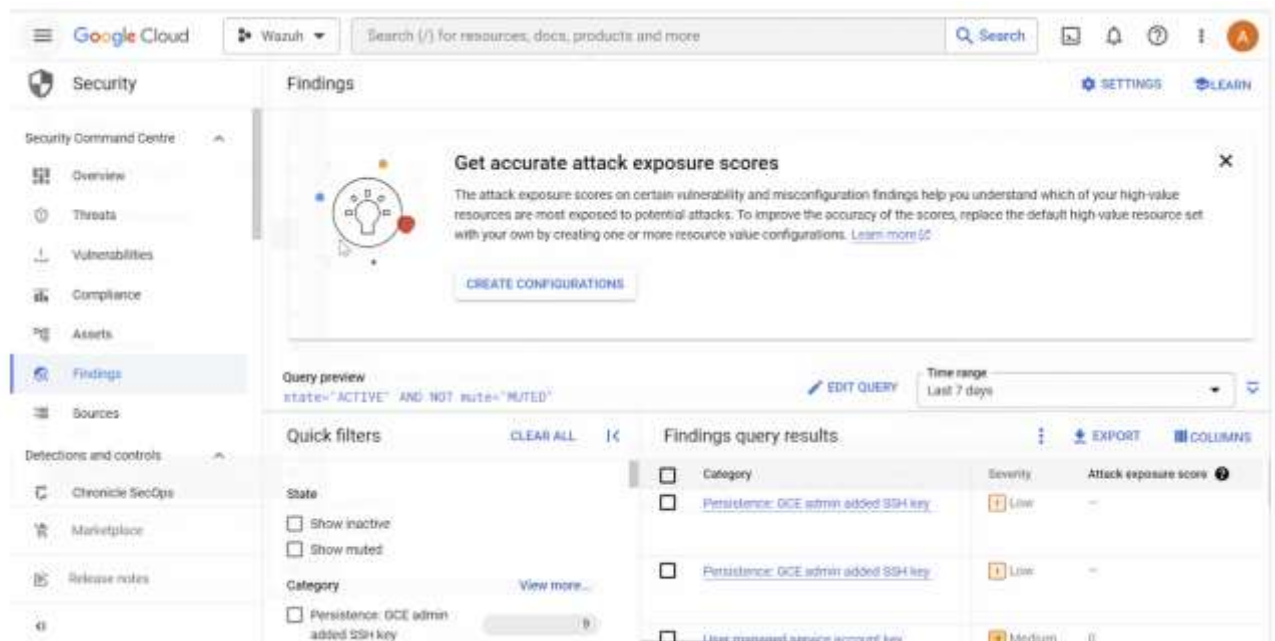 Google Cloud
Wazuh
Search (/) for resources, docs, products and more
Search
A
Security
Findings
SETTINGS
LEARN
Security Command Centre
Overview
Threats
Vulnerabilities
Compliance
Assets
Findings
Sources
Detections and controls
Chronicle SecOps
Marketplace
Release notes
Get accurate attack exposure scores
The attack exposure scores on certain vulnerability and misconfiguration findings help you understand which of your high-value
resources are most exposed to potential attacks. To improve the accuracy of the scores, replace the default high-value resource set
with your own by creating one or more resource value configurations. Learn more
CREATE CONFIGURATIONS
Query preview
state="ACTIVE" AND NOT mute="MUTED"
EDIT QUERY
Time range
Last 7 days
Quick filters
CLEAR ALL
State
Show inactive
Show muted
Category
View more...
Persistence: GCE admin
added SSH key
9
Findings query results
EXPORT
COLUMNS
Category
Severity
Attack exposure score
Persistence: GCE admin added SSH key
Low
–
Persistence: GCE admin added SSH key
Low
–
User managed service account key
Medium
0